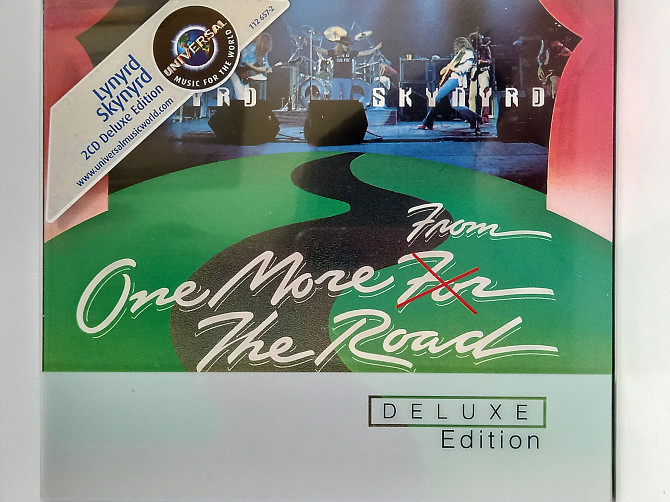 Lynyrd
Skynyrd
2CD Deluxe Edition
www.universalmusicworld.com
UNIVERSAL
MUSIC FOR THE WORLD
112 657-2
SKYNYRD
From
One More For
The Road
DELUXE
Edition